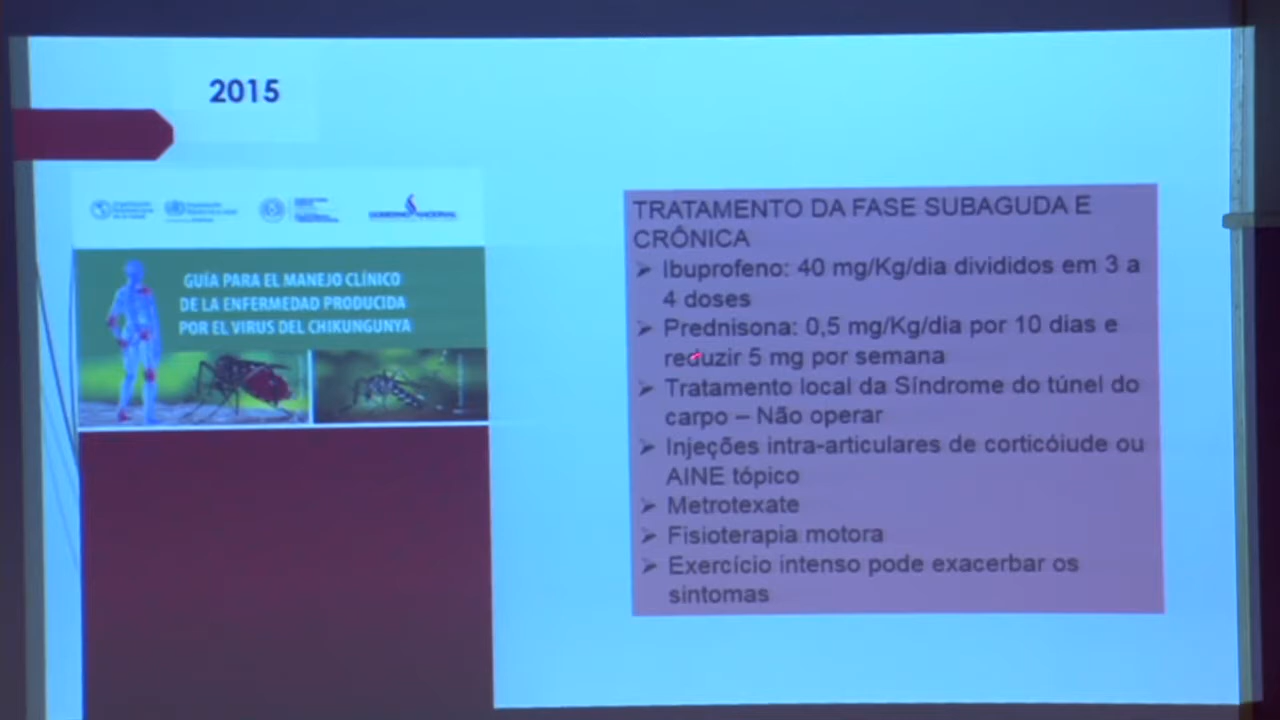 2015
GOBIERNO NACIONAL
GUÍA PARA EL MANEJO CLÍNICO
DE LA ENFERMEDAD PRODUCIDA
POR EL VIRUS DEL CHIKUNGUNYA
TRATAMENTO DA FASE SUBAGUDA E
CRÔNICA
➢ Ibuprofeno: 40 mg/Kg/dia divididos em 3 a
4 doses
➢ Prednisona: 0,5 mg/Kg/dia por 10 dias e
reduzir 5 mg por semana
➢ Tratamento local da Síndrome do túnel do
carpo – Não operar
➢ Injeções intra-articulares de corticóiude ou
AINE tópico
➢ Metrotexate
➢ Fisioterapia motora
➢ Exercício intenso pode exacerbar os
sintomas